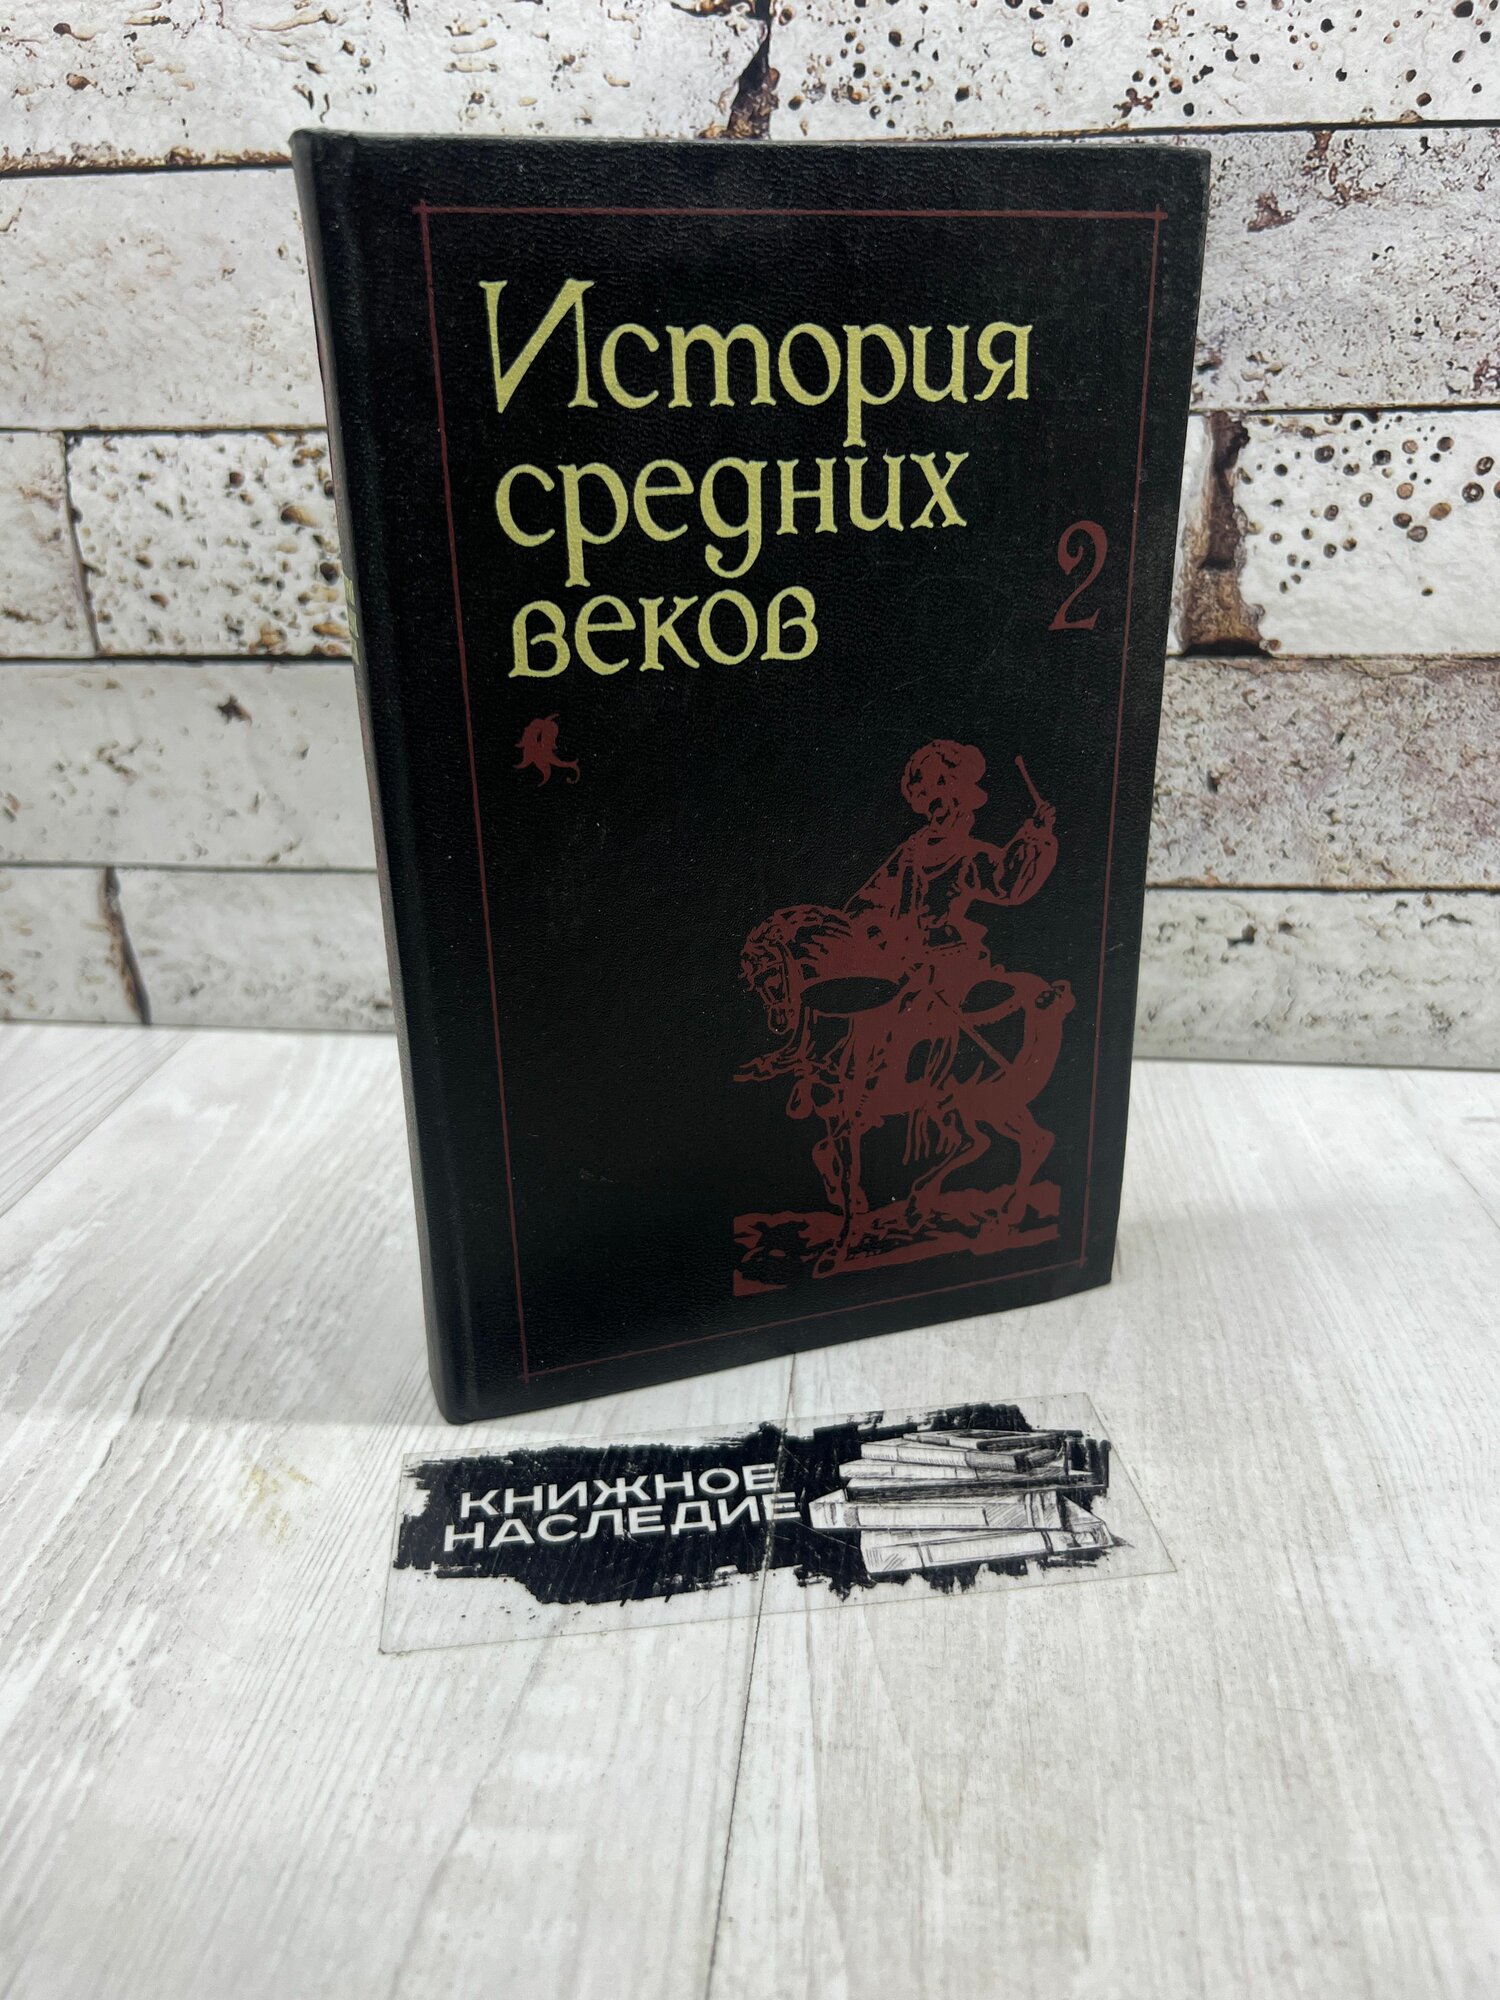 История
средних
веков
2
КНИЖНОЕ
НАСЛЕДИЕ